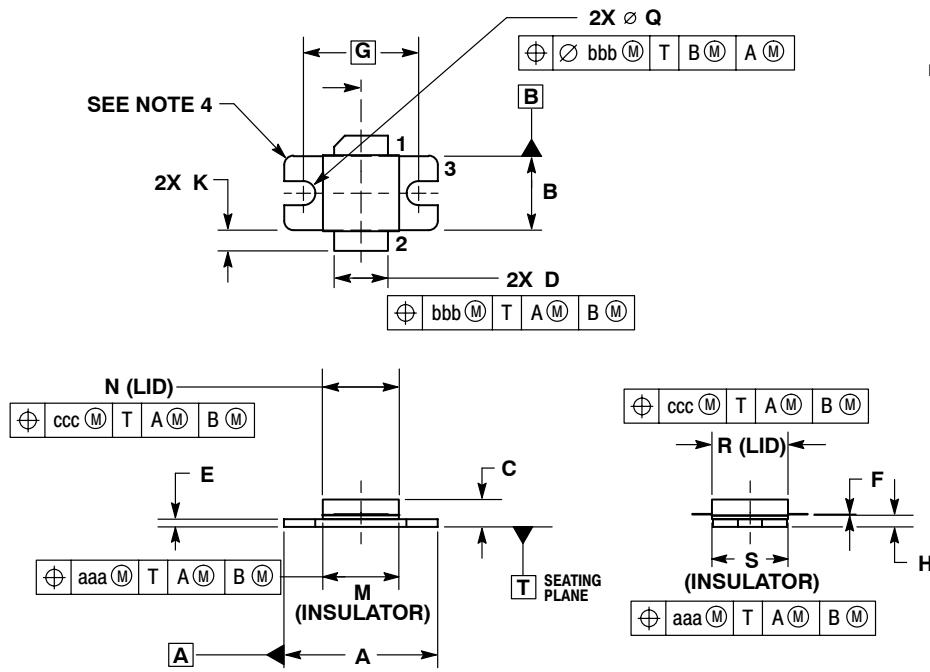 2X ⌀ Q
⌖ ⌀ bbb Ⓜ T B Ⓜ A Ⓜ
G
B
SEE NOTE 4
1
3
2X K
B
2
2X D
⌖ bbb Ⓜ T A Ⓜ B Ⓜ
N (LID)
⌖ ccc Ⓜ T A Ⓜ B Ⓜ
⌖ ccc Ⓜ T A Ⓜ B Ⓜ
R (LID)
E
C
F
H
⌖ aaa Ⓜ T A Ⓜ B Ⓜ
M
(INSULATOR)
T SEATING
PLANE
S
(INSULATOR)
⌖ aaa Ⓜ T A Ⓜ B Ⓜ
A
A